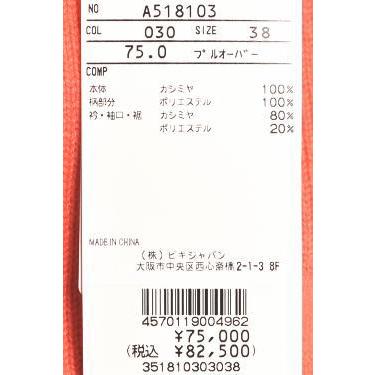 NO A518103
COL 030 SIZE 38
75.0 プルオーバー
COMP
本体 カシミヤ 100%
柄部分 ポリエステル 100%
衿・袖口・裾 カシミヤ 80%
ポリエステル 20%
MADE IN CHINA
(株) ビキジャパン
大阪市中央区西心斎橋2-1-3 8F
4570119004962
¥75,000
(税込 ¥82,500)
351810303038